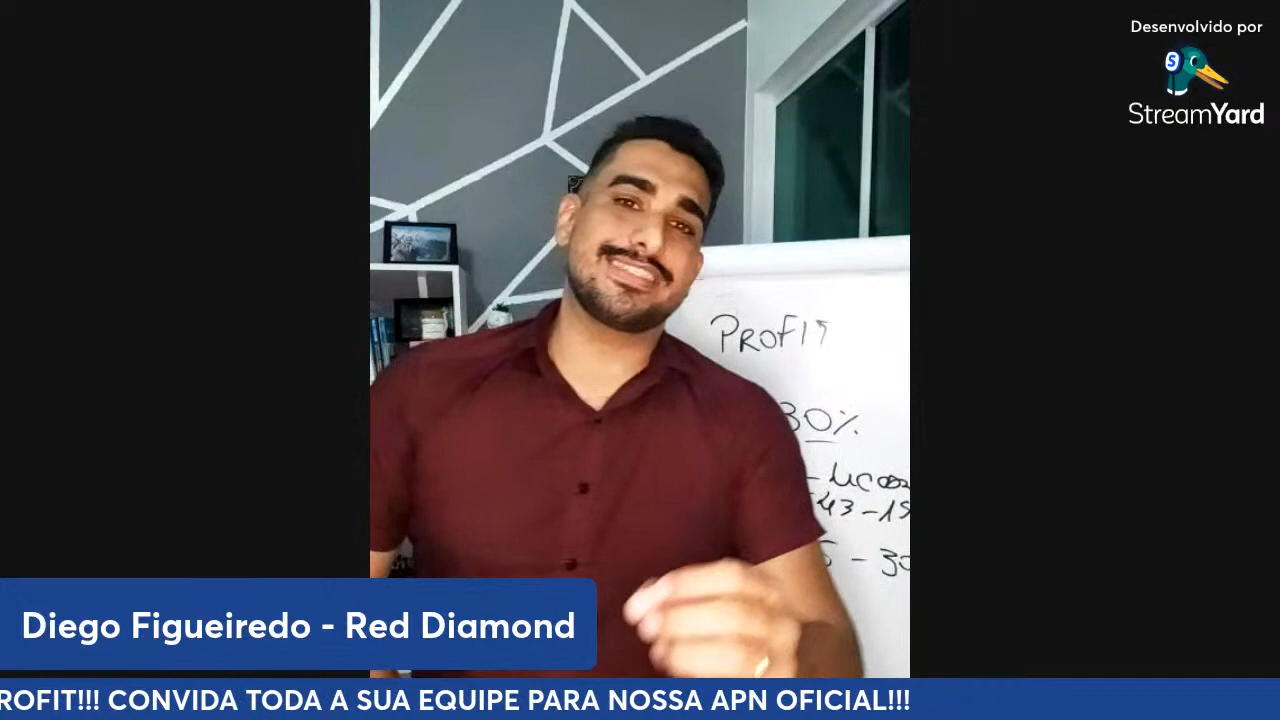 Desenvolvido por
StreamYard
PROFIT
30%
Diego Figueiredo - Red Diamond
ROFIT!!! CONVIDA TODA A SUA EQUIPE PARA NOSSA APN OFICIAL!!!